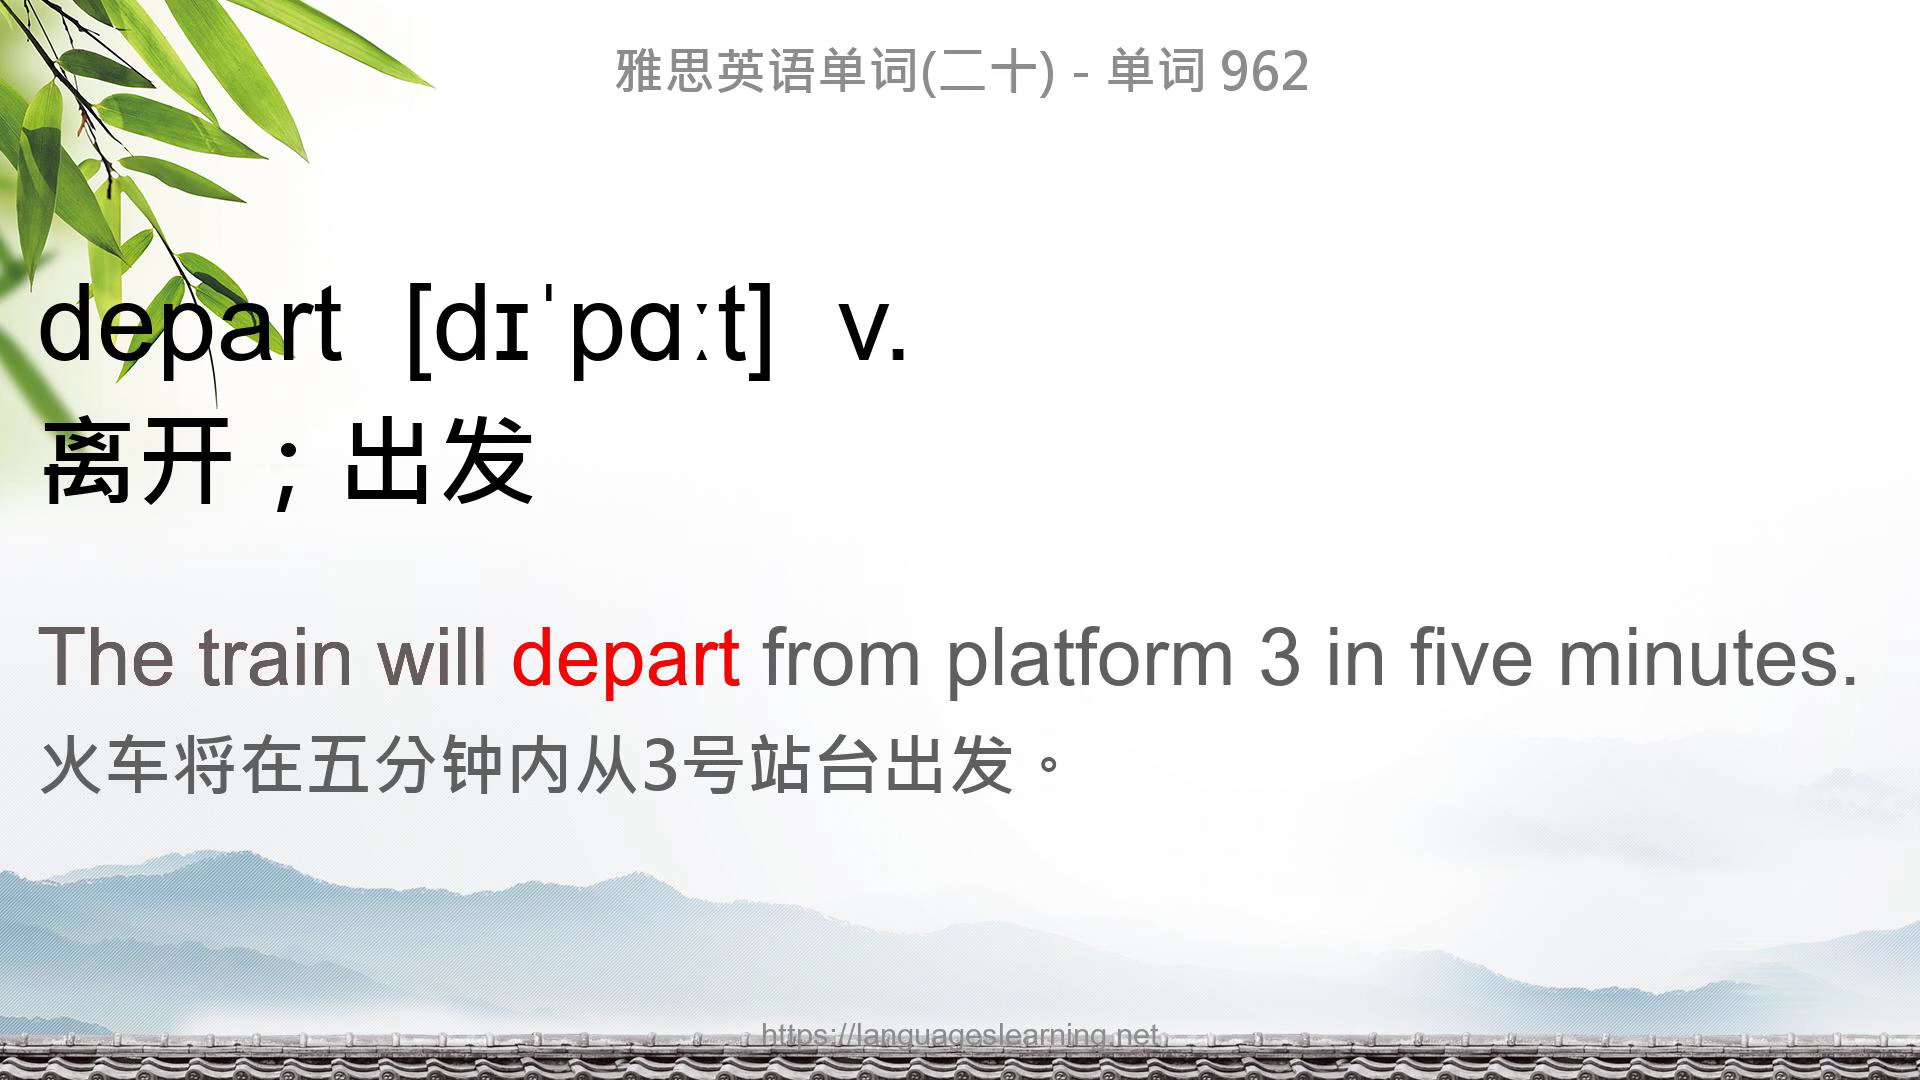 雅思英语单词(二十) - 单词 962
depart [dɪˈpɑːt] v.
离开；出发
The train will depart from platform 3 in five minutes.
火车将在五分钟内从3号站台出发。
https://languageslearning.net